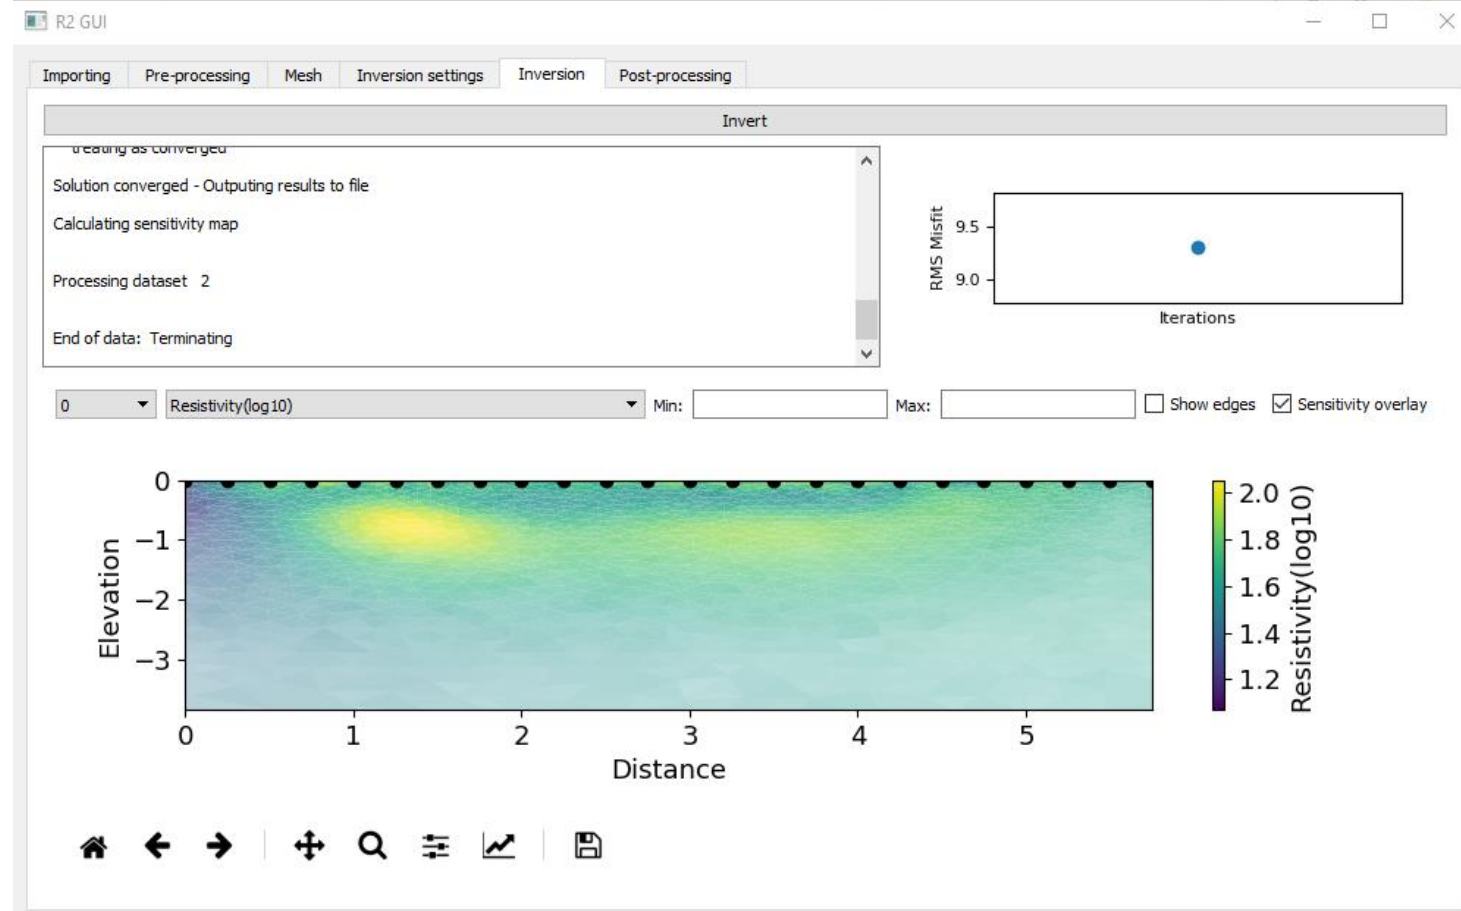 R2 GUI
Importing Pre-processing Mesh Inversion settings Inversion Post-processing
Invert
treating as converged
Solution converged - Outputing results to file
Calculating sensitivity map
Processing dataset 2
End of data: Terminating
RMS Misfit
9.5
9.0
Iterations
0 Resistivity(log10) Min: Max: Show edges Sensitivity overlay
Elevation
0
−1
−2
−3
0 1 2 3 4 5
Distance
2.0
1.8
1.6
1.4
1.2
Resistivity(log10)